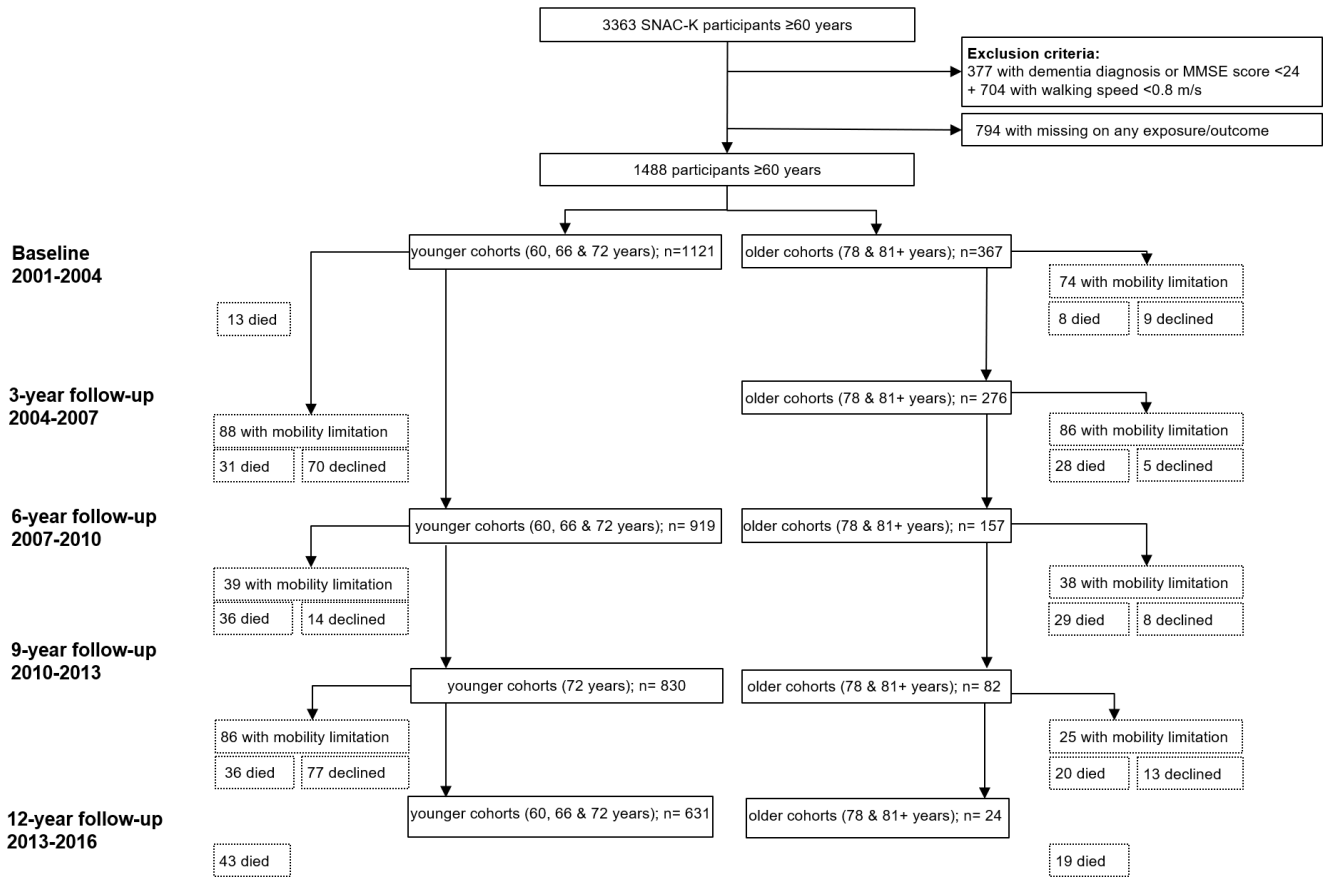 3363 SNAC-K participants ≥60 years
Exclusion criteria:
377 with dementia diagnosis or MMSE score <24
+ 704 with walking speed <0.8 m/s
794 with missing on any exposure/outcome
1488 participants ≥60 years
Baseline
2001-2004
younger cohorts (60, 66 & 72 years); n=1121
older cohorts (78 & 81+ years); n=367
74 with mobility limitation
13 died
8 died
9 declined
3-year follow-up
2004-2007
older cohorts (78 & 81+ years); n= 276
88 with mobility limitation
86 with mobility limitation
31 died
70 declined
28 died
5 declined
6-year follow-up
2007-2010
younger cohorts (60, 66 & 72 years); n= 919
older cohorts (78 & 81+ years); n= 157
39 with mobility limitation
38 with mobility limitation
36 died
14 declined
29 died
8 declined
9-year follow-up
2010-2013
younger cohorts (72 years); n= 830
older cohorts (78 & 81+ years); n= 82
86 with mobility limitation
25 with mobility limitation
36 died
77 declined
20 died
13 declined
12-year follow-up
2013-2016
younger cohorts (60, 66 & 72 years); n= 631
older cohorts (78 & 81+ years); n= 24
43 died
19 died